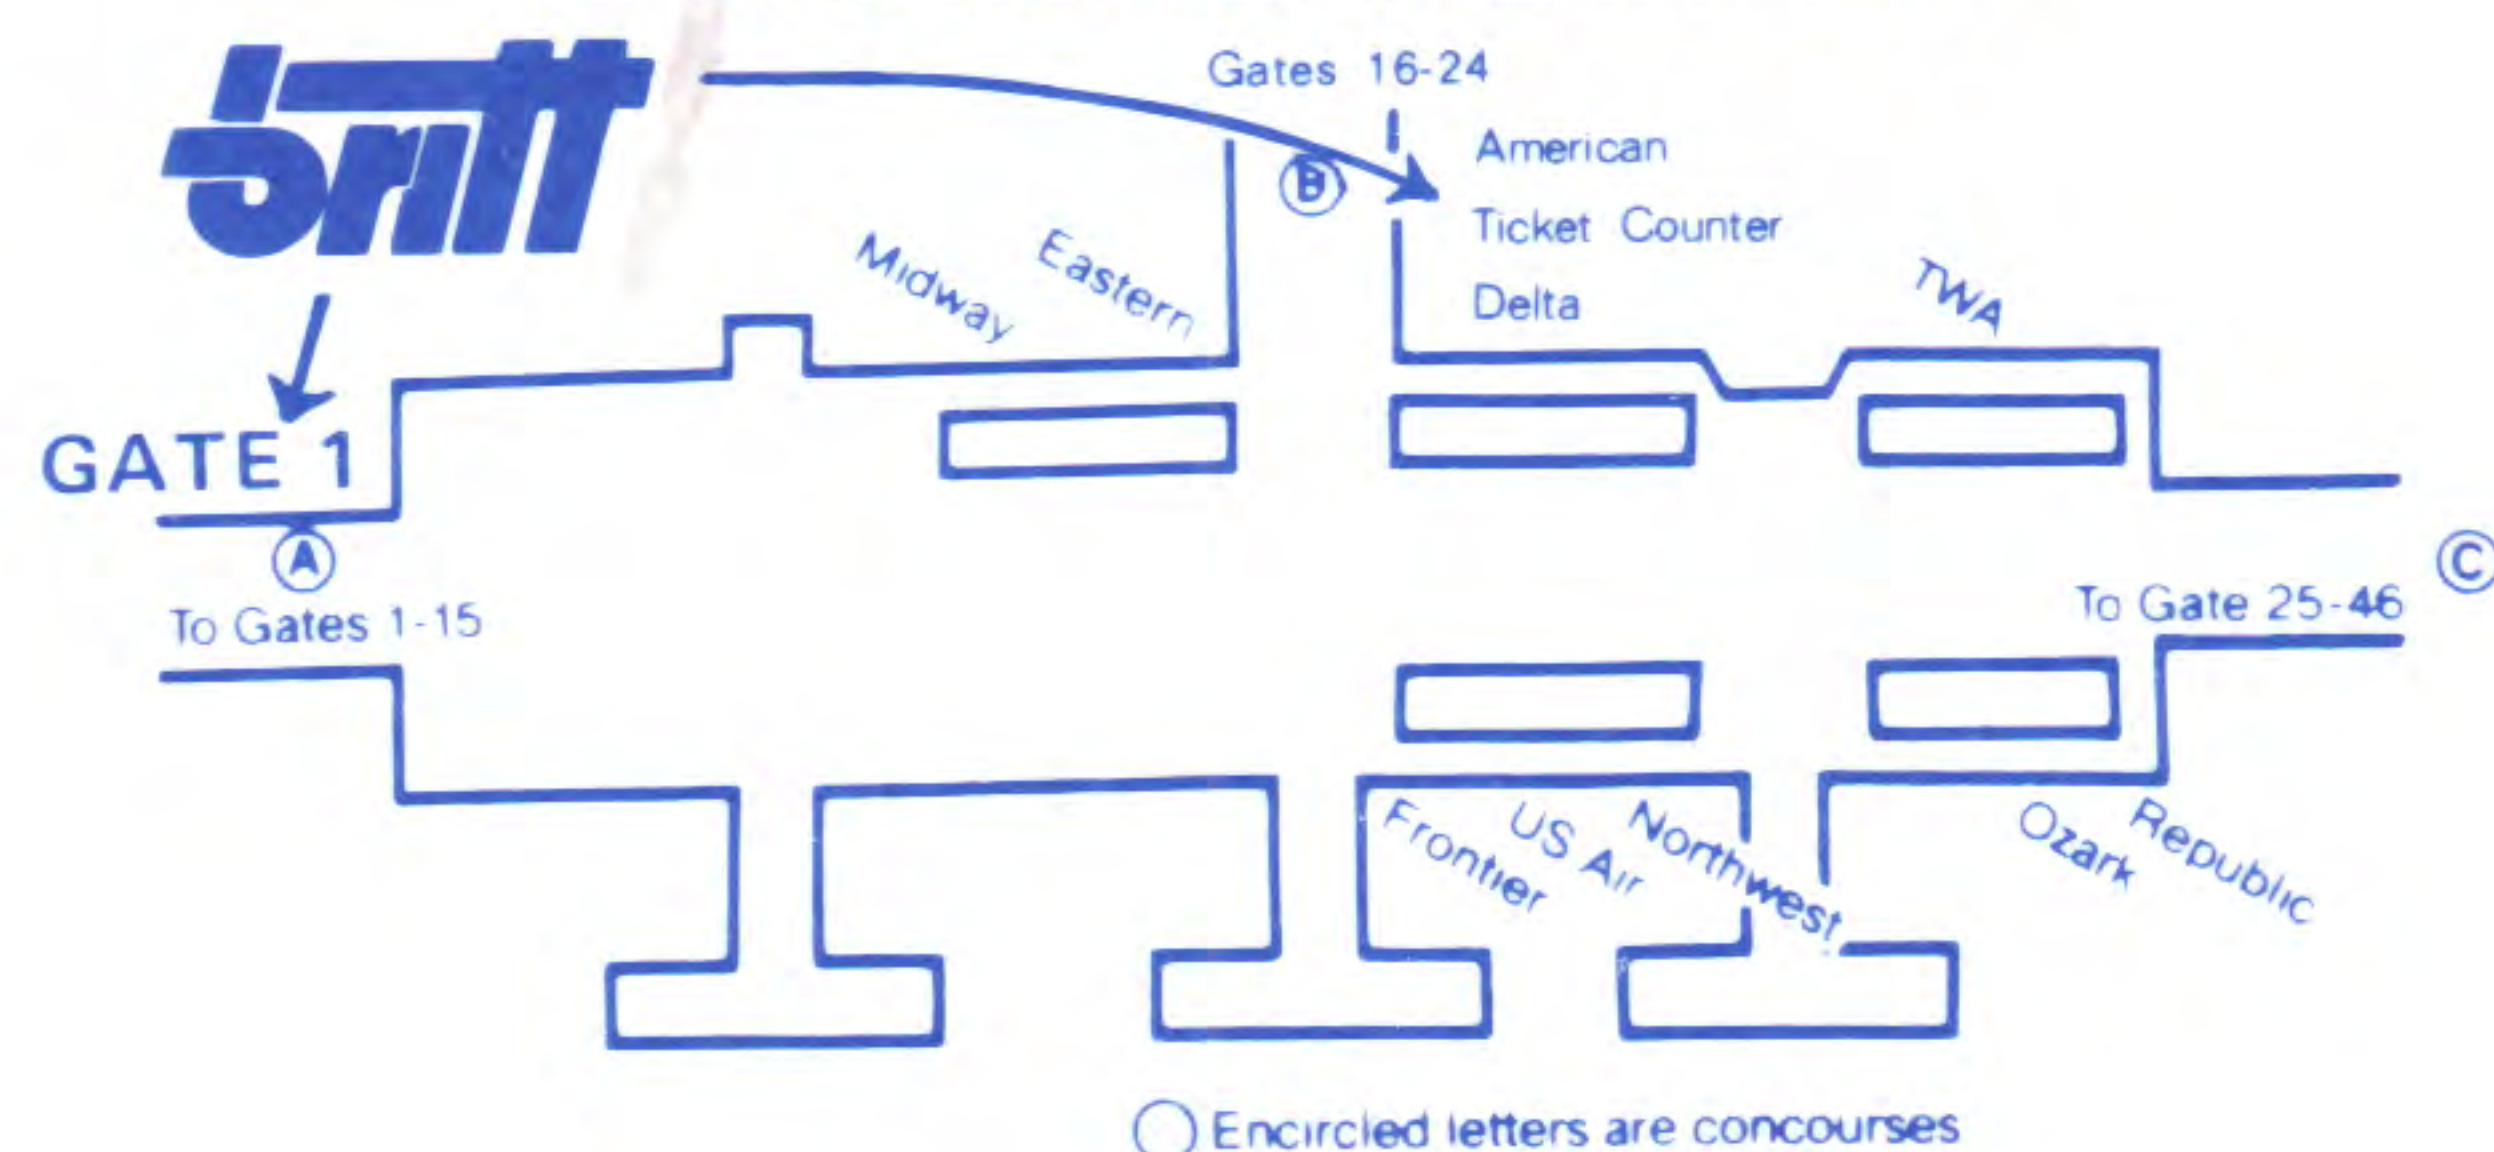 britt
Gates 16-24
B
American
Ticket Counter
Delta
Midway
Eastern
TWA
GATE 1
A
To Gates 1-15
C
To Gate 25-46
Frontier
US Air
Northwest
Ozark
Republic
Encircled letters are concourses